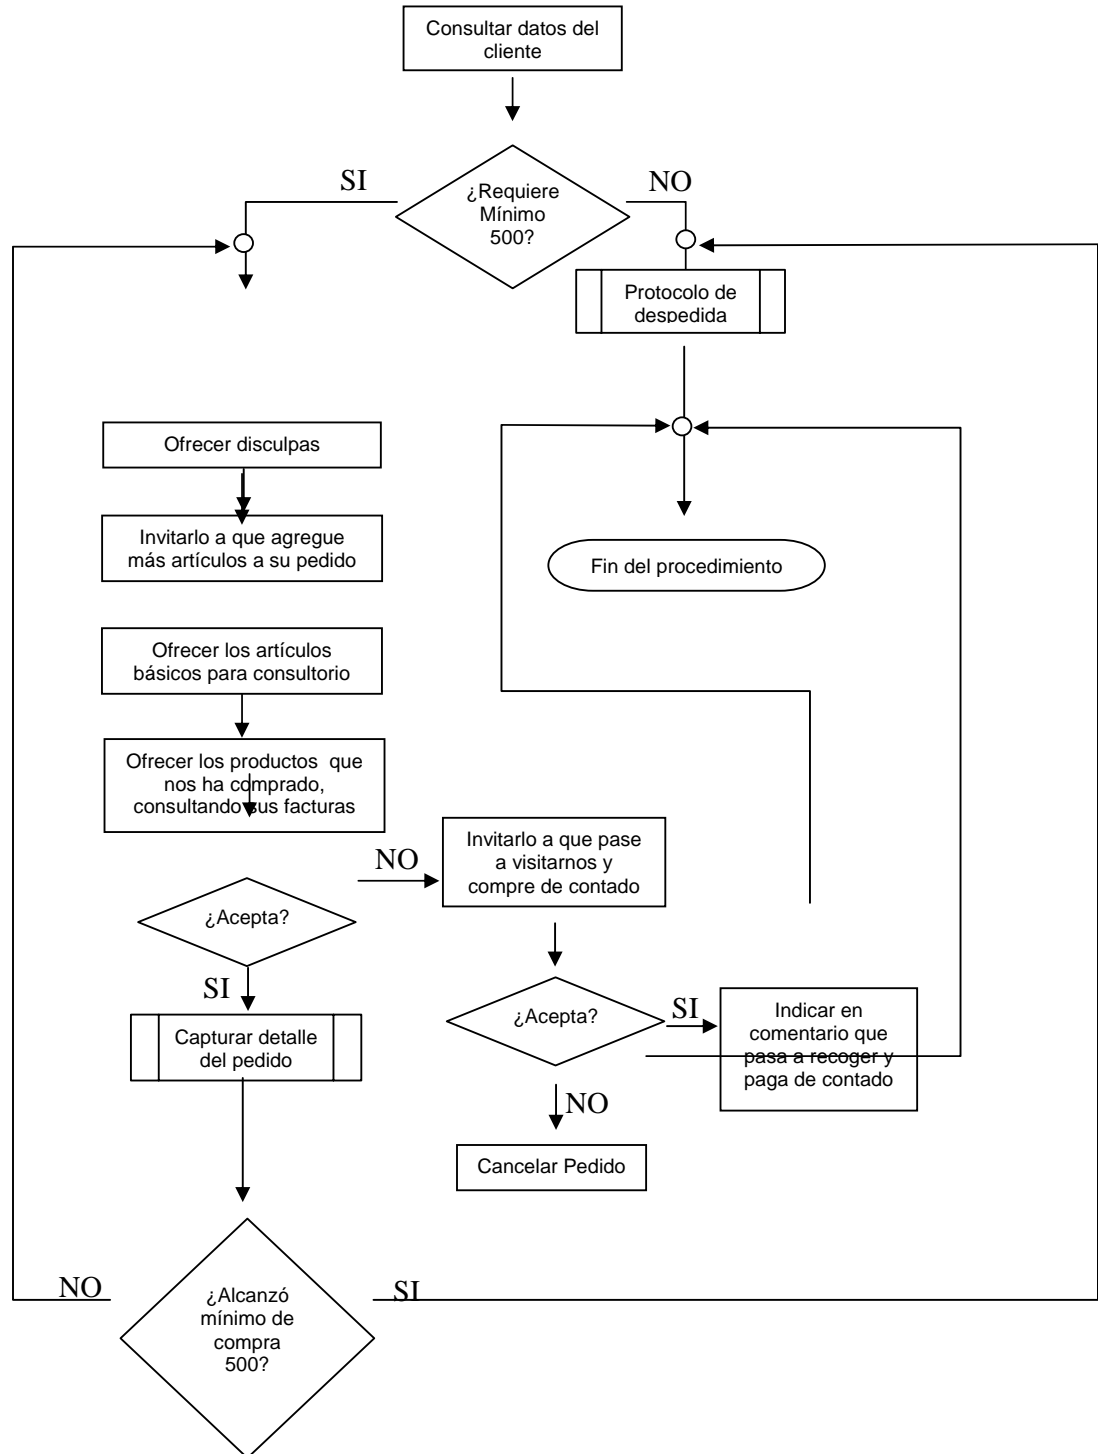 Consultar datos del
cliente
SI
NO
¿Requiere
Mínimo
500?
Protocolo de
despedida
Ofrecer disculpas
Invitarlo a que agregue
más artículos a su pedido
Fin del procedimiento
Ofrecer los artículos
básicos para consultorio
Ofrecer los productos que
nos ha comprado,
consultando sus facturas
NO
Invitarlo a que pase
a visitarnos y
compre de contado
¿Acepta?
SI
Capturar detalle
del pedido
¿Acepta?
SI
Indicar en
comentario que
pasa a recoger y
paga de contado
NO
Cancelar Pedido
NO
¿Alcanzó
mínimo de
compra
500?
SI